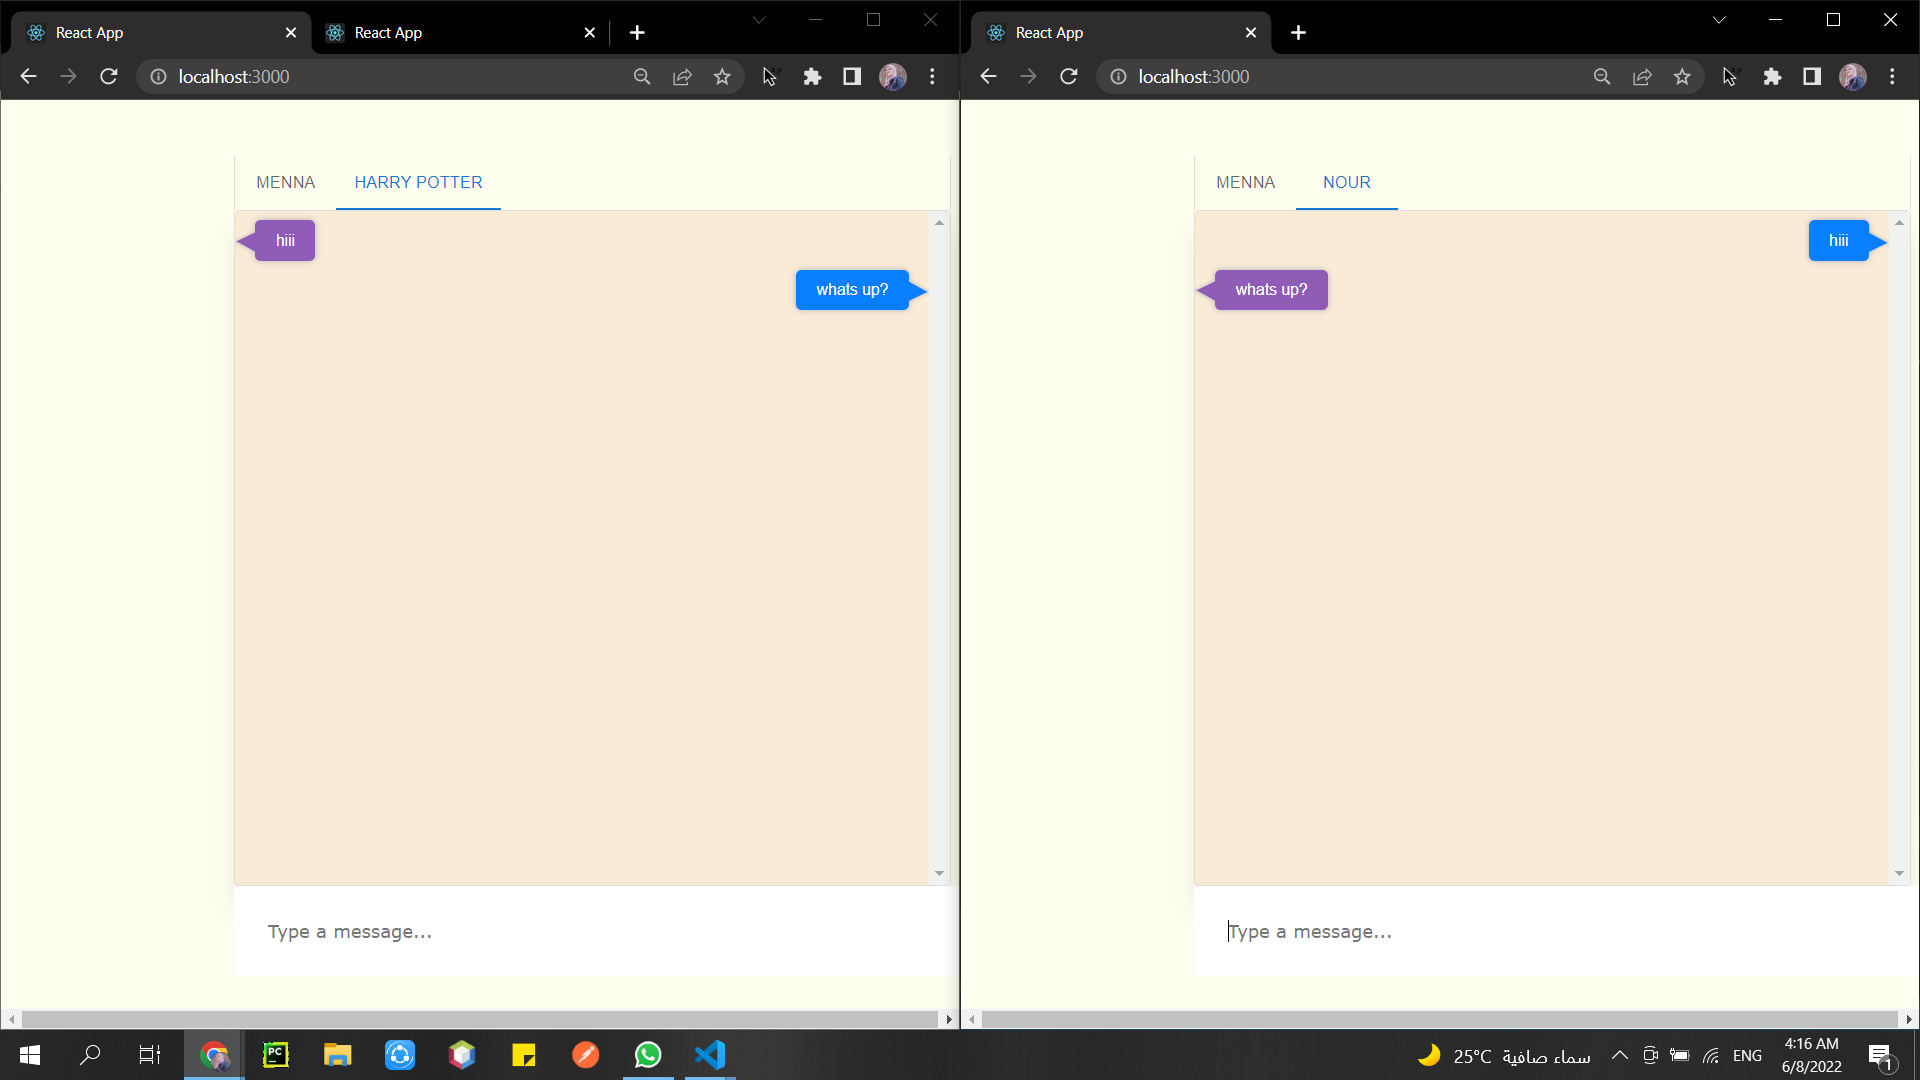 React App
React App
localhost:3000
MENNA
HARRY POTTER
hiii
whats up?
Type a message...
React App
localhost:3000
MENNA
NOUR
hiii
whats up?
Type a message...
PC
25°C سماء صافية
ENG
4:16 AM
6/8/2022
1